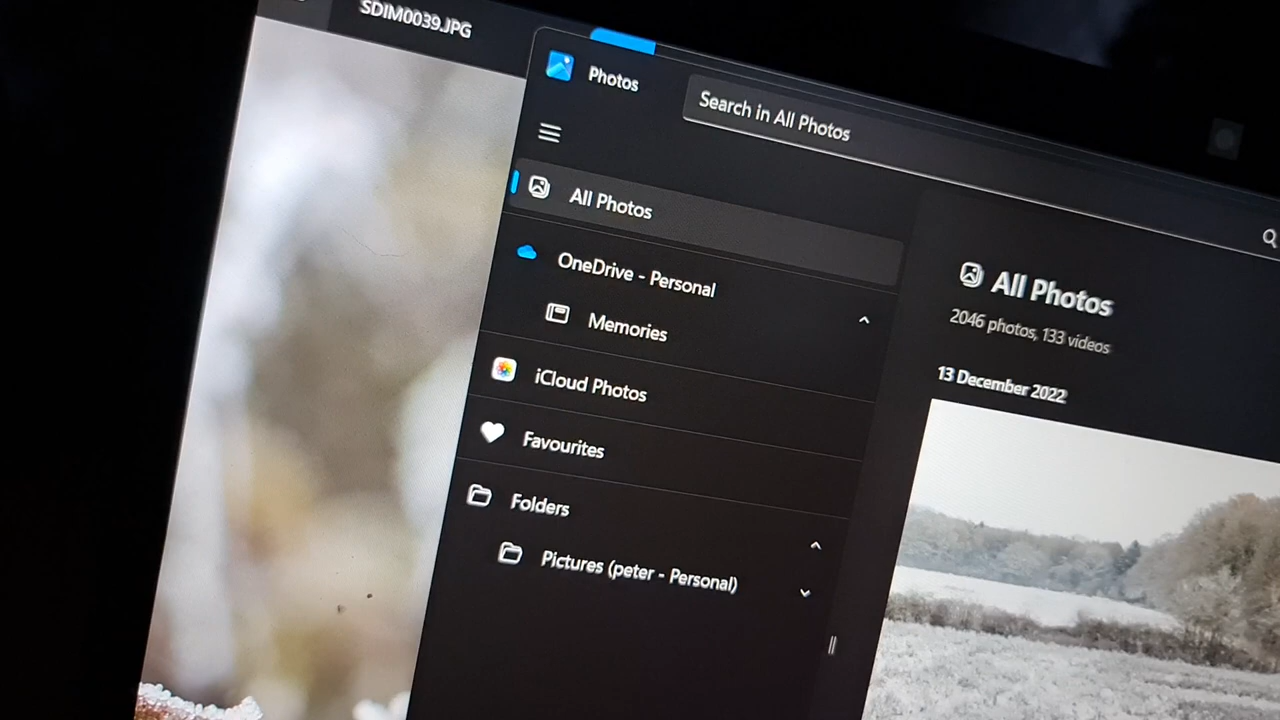 SDIM0039.JPG
Photos
Search in All Photos
All Photos
OneDrive - Personal
Memories
iCloud Photos
Favourites
Folders
Pictures (peter - Personal)
All Photos
2046 photos, 133 videos
13 December 2022